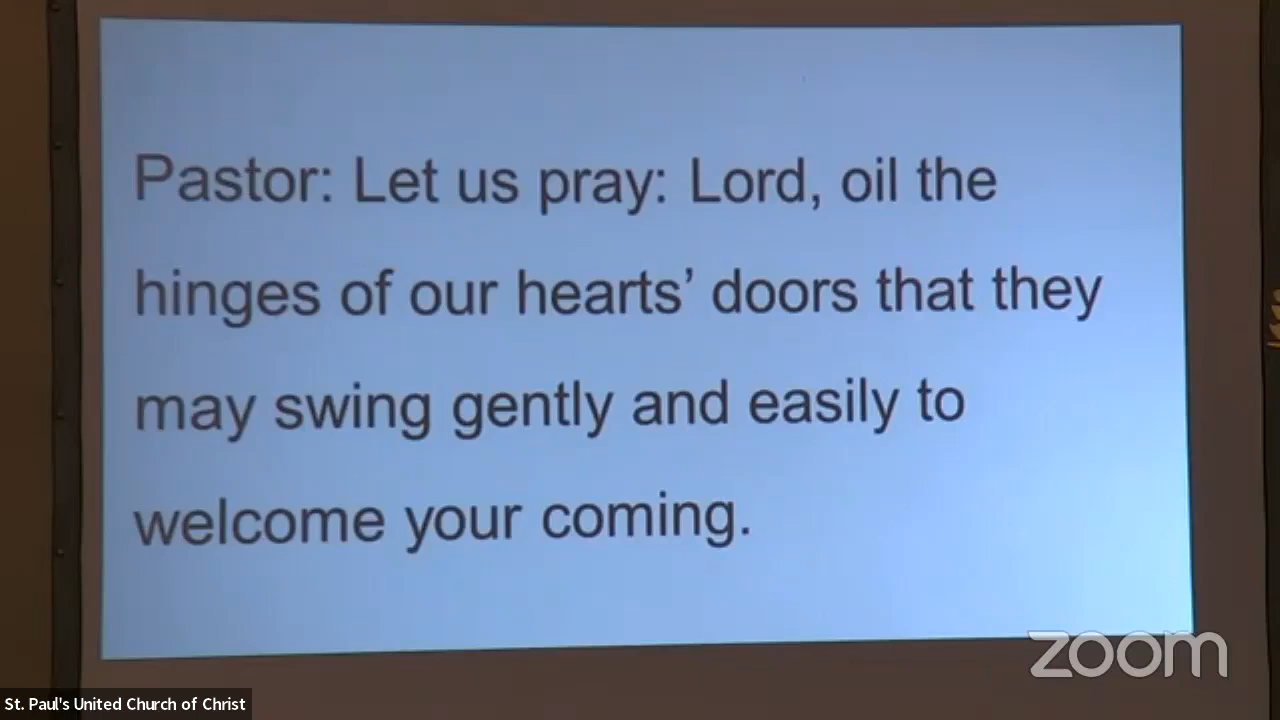 Pastor: Let us pray: Lord, oil the
hinges of our hearts’ doors that they
may swing gently and easily to
welcome your coming.
zoom
St. Paul's United Church of Christ